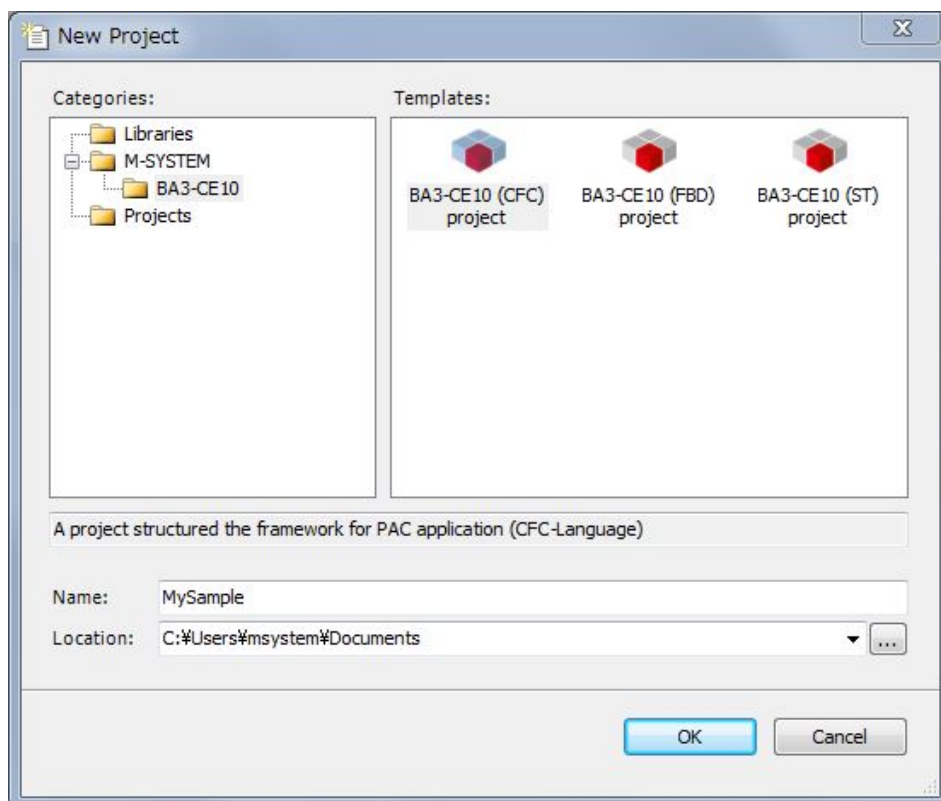 New Project
Categories:
Templates:
Libraries
M-SYSTEM
BA3-CE10
Projects
BA3-CE10 (CFC)
project
BA3-CE10 (FBD)
project
BA3-CE10 (ST)
project
A project structured the framework for PAC application (CFC-Language)
Name: MySample
Location: C:¥Users¥msystem¥Documents
...
OK Cancel